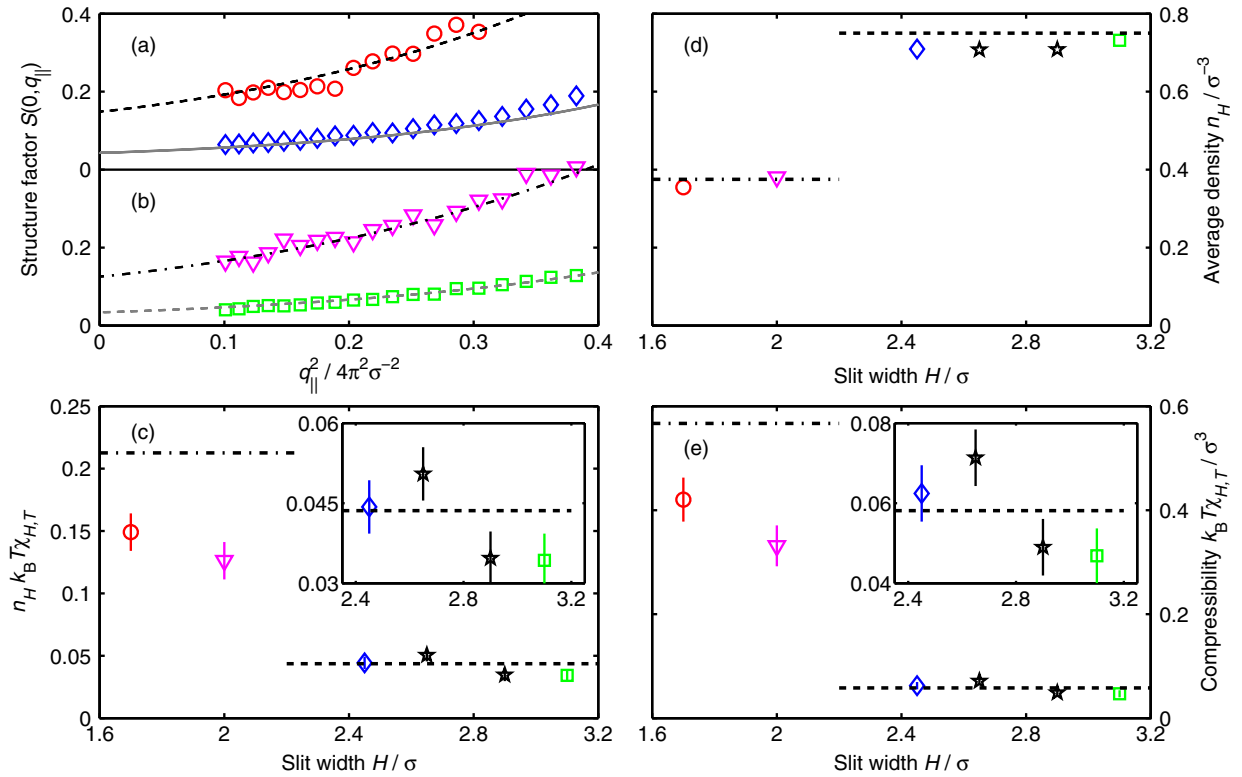 (a)
0.4
0.2
0
Structure factor S(0,q||)
(b)
0.2
0
0 0.1 0.2 0.3 0.4
q||² / 4π²σ⁻²
(d)
0.8
0.6
0.4
0.2
0
Average density n_H / σ⁻³
1.6 2 2.4 2.8 3.2
Slit width H / σ
(c)
0.25
0.2
0.15
0.1
0.05
0
n_H k_B Tχ_H,T
0.06
0.045
0.03
2.4 2.8 3.2
1.6 2 2.4 2.8 3.2
Slit width H / σ
(e)
0.6
0.4
0.2
0
Compressibility k_B Tχ_H,T / σ³
0.08
0.06
0.04
2.4 2.8 3.2
1.6 2 2.4 2.8 3.2
Slit width H / σ